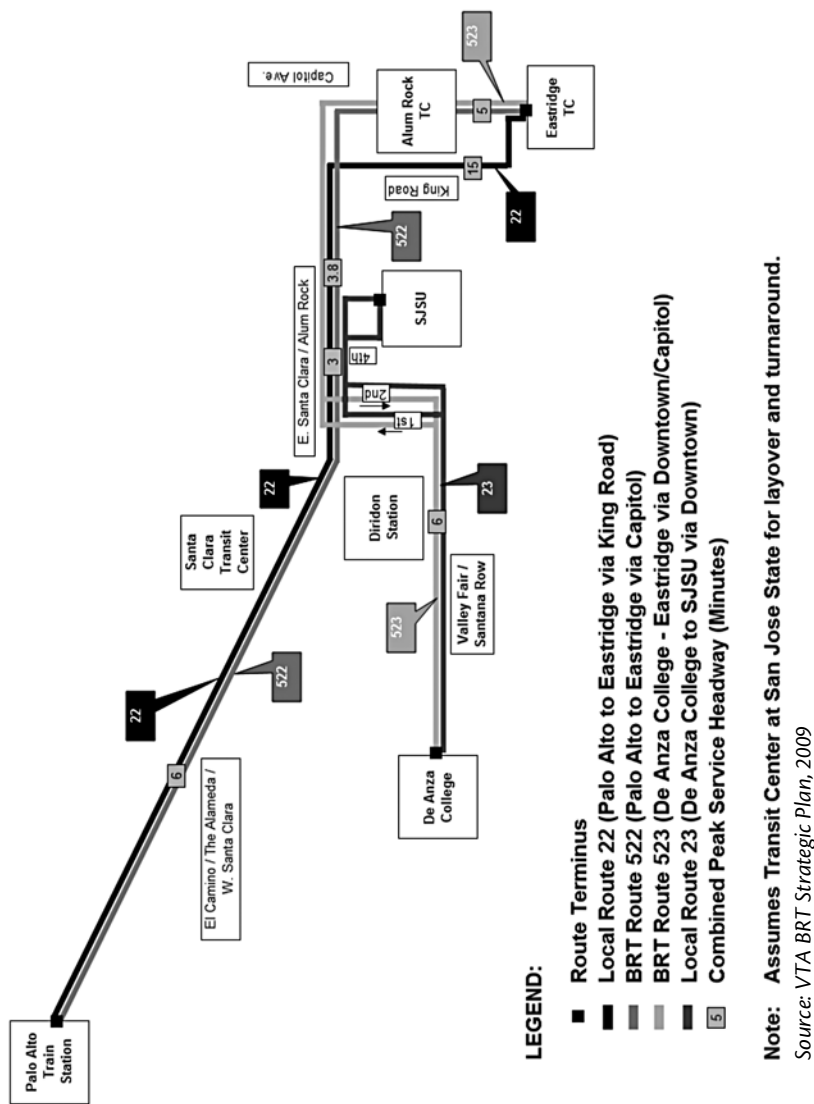 Palo Alto
Train
Station
6
El Camino / The Alameda /
W. Santa Clara
22
522
Santa
Clara
Transit
Center
22
E. Santa Clara / Alum Rock
3
3.8
522
Capitol Ave.
523
Alum Rock
TC
5
Eastridge
TC
King Road
15
22
SJSU
4th
2nd
1st
Diridon
Station
6
23
523
Valley Fair /
Santana Row
De Anza
College
LEGEND:
Route Terminus
Local Route 22 (Palo Alto to Eastridge via King Road)
BRT Route 522 (Palo Alto to Eastridge via Capitol)
BRT Route 523 (De Anza College - Eastridge via Downtown/Capitol)
Local Route 23 (De Anza College to SJSU via Downtown)
5 Combined Peak Service Headway (Minutes)
Note: Assumes Transit Center at San Jose State for layover and turnaround.
Source: VTA BRT Strategic Plan, 2009